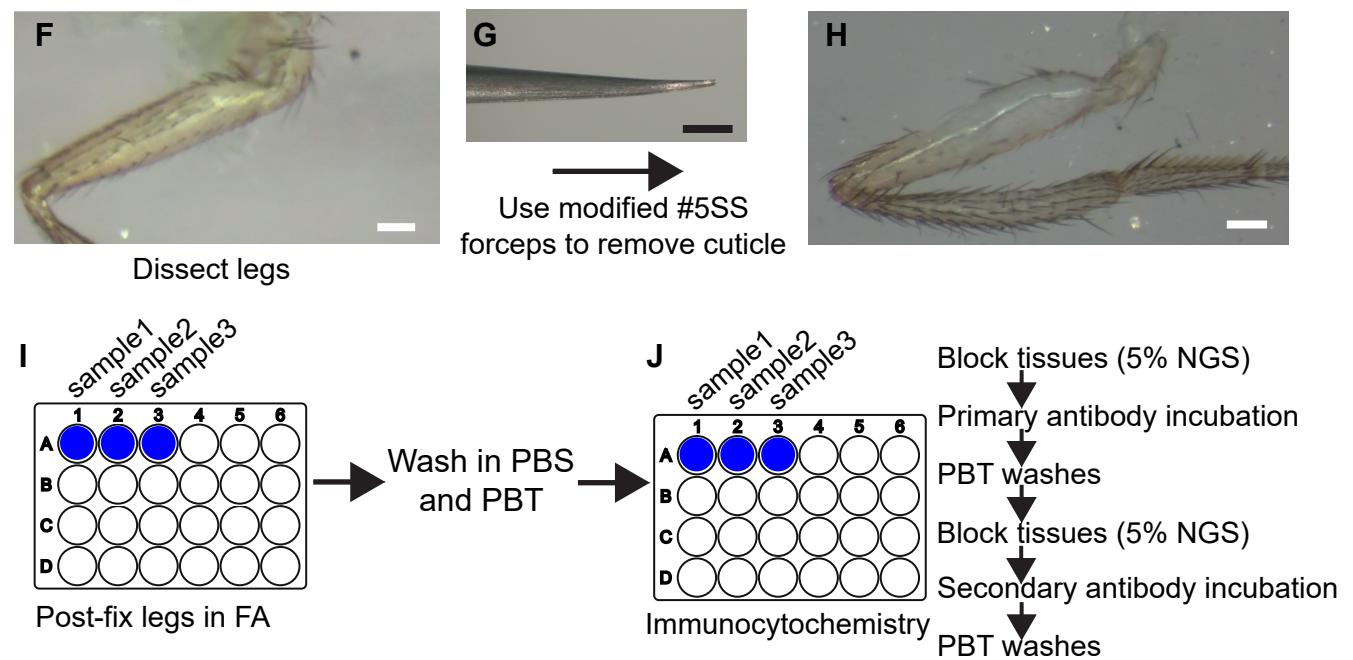 F
G
H
Use modified #5SS
forceps to remove cuticle
Dissect legs
I
sample1
sample2
sample3
1 2 3 4 5 6
A
B
C
D
Post-fix legs in FA
Wash in PBS
and PBT
J
sample1
sample2
sample3
1 2 3 4 5 6
A
B
C
D
Immunocytochemistry
Block tissues (5% NGS)
Primary antibody incubation
PBT washes
Block tissues (5% NGS)
Secondary antibody incubation
PBT washes